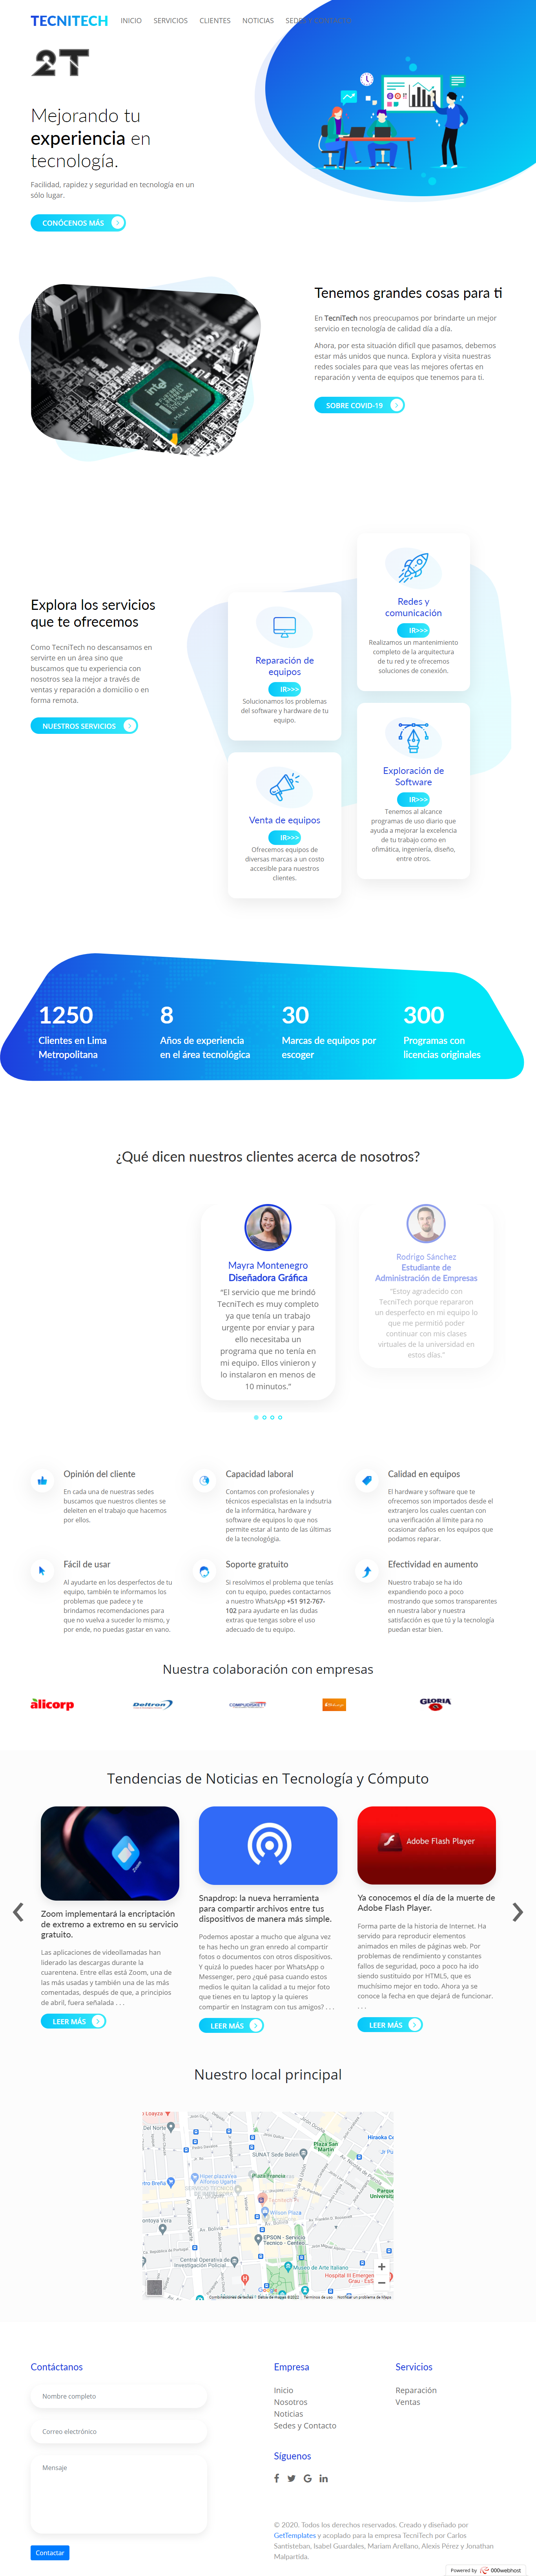 TECNITECH
INICIO SERVICIOS CLIENTES NOTICIAS SEDES Y CONTACTO
2T
Mejorando tu
experiencia en
tecnología.
Facilidad, rapidez y seguridad en tecnología en un
sólo lugar.
CONÓCENOS MÁS
Tenemos grandes cosas para ti
En TecniTech nos preocupamos por brindarte un mejor
servicio en tecnología de calidad día a día.
Ahora, por esta situación dificíl que pasamos, debemos
estar más unidos que nunca. Explora y visita nuestras
redes sociales para que veas las mejores ofertas en
reparación y venta de equipos que tenemos para ti.
SOBRE COVID-19
intel
Explora los servicios
que te ofrecemos
Como TecniTech no descansamos en
servirte en un área sino que
buscamos que tu experiencia con
nosotros sea la mejor a través de
ventas y reparación a domicilio o en
forma remota.
NUESTROS SERVICIOS
Reparación de
equipos
IR>>>
Solucionamos los problemas
del software y hardware de tu
equipo.
Venta de equipos
IR>>>
Ofrecemos equipos de
diversas marcas a un costo
accesible para nuestros
clientes.
Redes y
comunicación
IR>>>
Realizamos un mantenimiento
completo de la arquitectura
de tu red y te ofrecemos
soluciones de conexión.
Exploración de
Software
IR>>>
Tenemos al alcance
programas de uso diario que
ayuda a mejorar la excelencia
de tu trabajo como en
ofimática, ingeniería, diseño,
entre otros.
1250
Clientes en Lima
Metropolitana
8
Años de experiencia
en el área tecnológica
30
Marcas de equipos por
escoger
300
Programas con
licencias originales
¿Qué dicen nuestros clientes acerca de nosotros?
Mayra Montenegro
Diseñadora Gráfica
"El servicio que me brindó
TecniTech es muy completo
ya que tenía un trabajo
urgente por enviar y para
ello necesitaba un
programa que no tenía en
mi equipo. Ellos vinieron y
lo instalaron en menos de
10 minutos."
Rodrigo Sánchez
Estudiante de
Administración de Empresas
"Estoy agradecido con
TecniTech porque repararon
un desperfecto en mi equipo lo
que me permitió poder
continuar con mis clases
virtuales de la universidad en
estos días."
Opinión del cliente
En cada una de nuestras sedes
buscamos que nuestros clientes se
deleiten en el trabajo que hacemos
por ellos.
Capacidad laboral
Contamos con profesionales y
técnicos especialistas en la indsutria
de la informática, hardware y
software de equipos lo que nos
permite estar al tanto de las últimas
de la tecnologógia.
Calidad en equipos
El hardware y software que te
ofrecemos son importados desde el
extranjero los cuales cuentan con
una verificación al límite para no
ocasionar daños en los equipos que
podamos reparar.
Fácil de usar
Al ayudarte en los desperfectos de tu
equipo, también te informamos los
problemas que padece y te
brindamos recomendaciones para
que no vuelva a suceder lo mismo, y
por ende, no puedas gastar en vano.
Soporte gratuito
Si resolvimos el problema que tenías
con tu equipo, puedes contactarnos
a nuestro WhatsApp +51 912-767-
102 para ayudarte en las dudas
extras que tengas sobre el uso
adecuado de tu equipo.
Efectividad en aumento
Nuestro trabajo se ha ido
expandiendo poco a poco
mostrando que somos transparentes
en nuestra labor y nuestra
satisfacción es que tú y la tecnología
puedan estar bien.
Nuestra colaboración con empresas
alicorp
Deltron
COMPUDISKETT
GLORIA
Tendencias de Noticias en Tecnología y Cómputo
Zoom
Zoom implementará la encriptación
de extremo a extremo en su servicio
gratuito.
Las aplicaciones de videollamadas han
liderado las descargas durante la
cuarentena. Entre ellas está Zoom, una de
las más usadas y también una de las más
comentadas, después de que, a principios
de abril, fuera señalada . . .
LEER MÁS
Snapdrop: la nueva herramienta
para compartir archivos entre tus
dispositivos de manera más simple.
Podemos apostar a mucho que alguna vez
te has hecho un gran enredo al compartir
fotos o documentos con otros dispositivos.
Y quizá lo puedes hacer por WhatsApp o
Messenger, pero ¿qué pasa cuando estos
medios le quitan la calidad a tu mejor foto
que tienes en tu laptop y la quieres
compartir en Instagram con tus amigos? . . .
LEER MÁS
Adobe Flash Player
Ya conocemos el día de la muerte de
Adobe Flash Player.
Forma parte de la historia de Internet. Ha
servido para reproducir elementos
animados en miles de páginas web. Por
problemas de rendimiento y constantes
fallos de seguridad, poco a poco ha ido
siendo sustituido por HTML5, que es
muchísimo mejor en todo. Ahora ya se
conoce la fecha en que dejará de funcionar.
. . .
LEER MÁS
Nuestro local principal
Plaza San
Martín
SUNAT Sede Belén
Hiraoka
Plaza Francia
Wilson Plaza
EPSON - Servicio
Tecnico - Centro
Central Operativa de
Investigación Policial
Museo de Arte Italiano
Hospital III Emergencias
Google
Contáctanos
Nombre completo
Correo electrónico
Mensaje
Contactar
Empresa
Inicio
Nosotros
Noticias
Sedes y Contacto
Servicios
Reparación
Ventas
Síguenos
© 2020. Todos los derechos reservados. Creado y diseñado por
GetTemplates y acoplado para la empresa TecniTech por Carlos
Santisteban, Isabel Guardales, Mariam Arellano, Alexis Pérez y Jonathan
Malpartida.
Powered by 000webhost